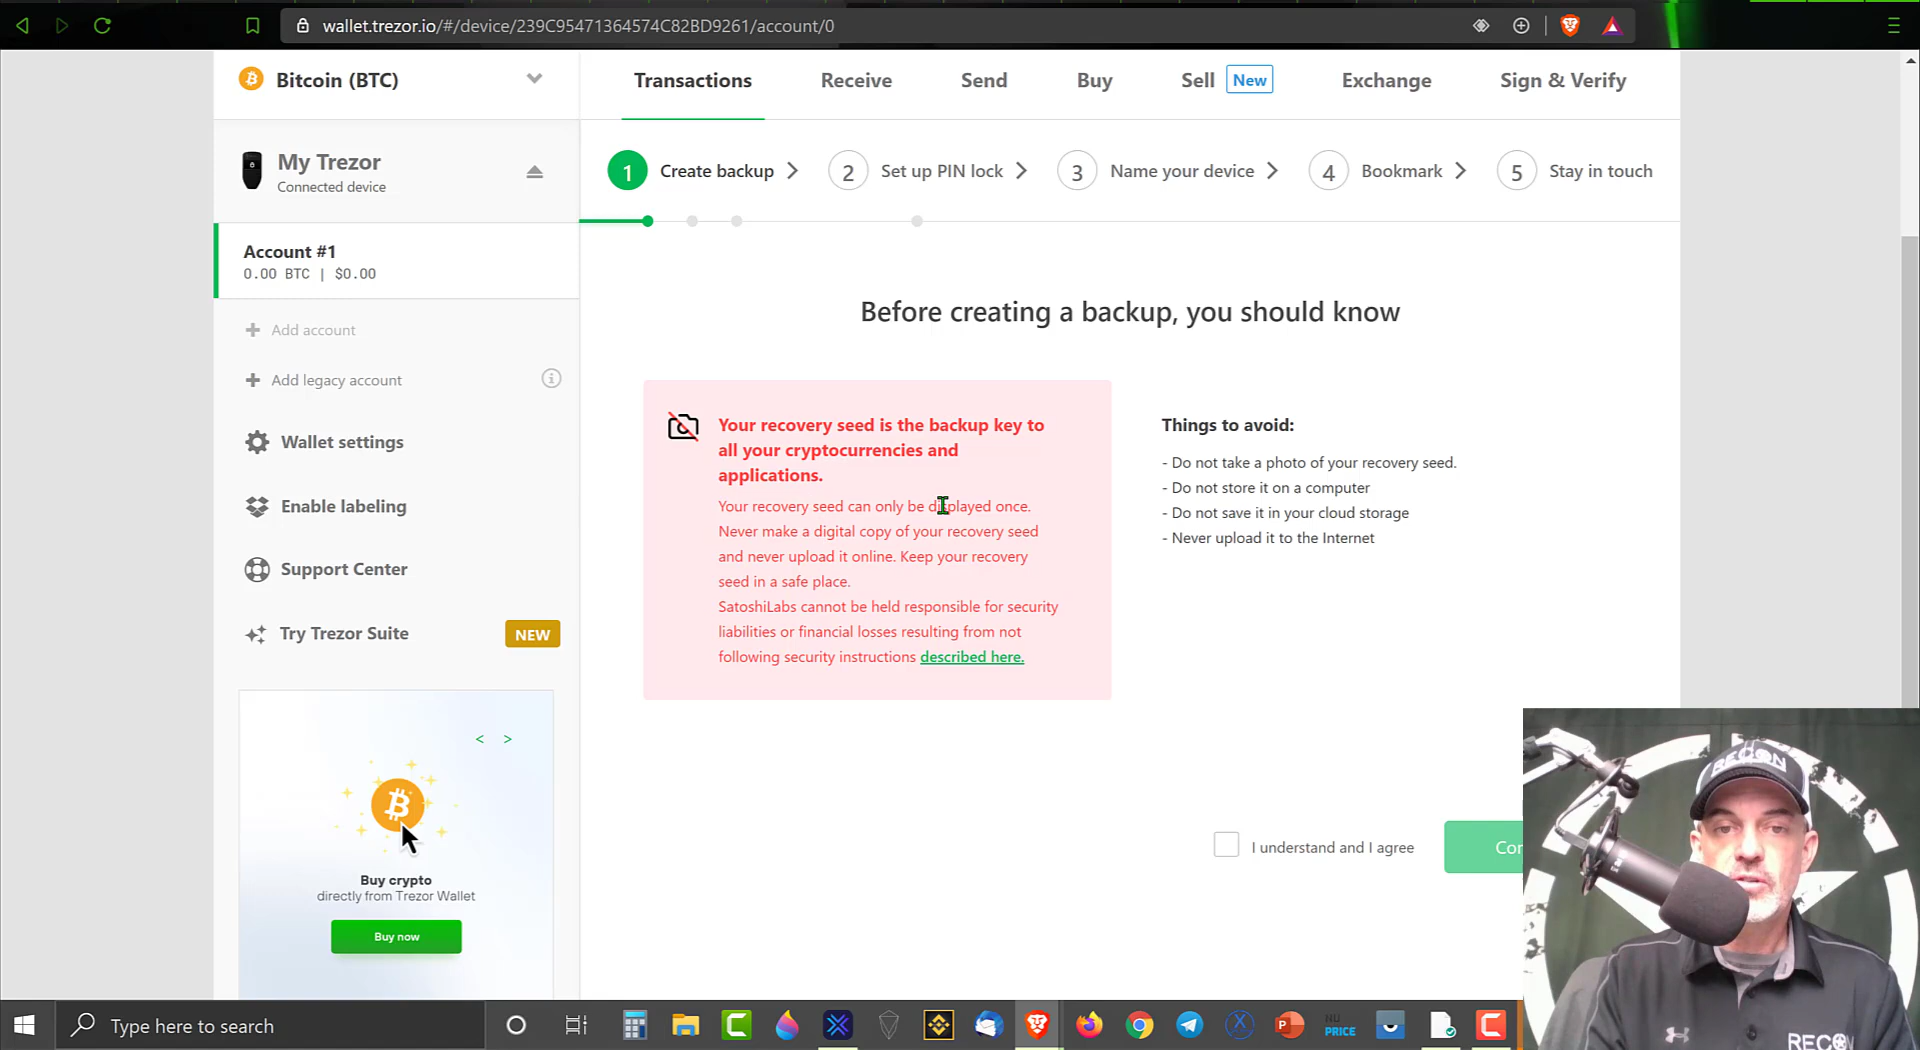 wallet.trezor.io/#/device/239C95471364574C82BD9261/account/0
Bitcoin (BTC)
Transactions
Receive
Send
Buy
Sell
New
Exchange
Sign & Verify
My Trezor
Connected device
1
Create backup
2
Set up PIN lock
3
Name your device
4
Bookmark
5
Stay in touch
Account #1
0.00 BTC | $0.00
+ Add account
+ Add legacy account
Wallet settings
Enable labeling
Support Center
Try Trezor Suite
NEW
< >
Buy crypto
directly from Trezor Wallet
Buy now
Before creating a backup, you should know
Your recovery seed is the backup key to
all your cryptocurrencies and
applications.
Your recovery seed can only be displayed once.
Never make a digital copy of your recovery seed
and never upload it online. Keep your recovery
seed in a safe place.
SatoshiLabs cannot be held responsible for security
liabilities or financial losses resulting from not
following security instructions described here.
Things to avoid:
- Do not take a photo of your recovery seed.
- Do not store it on a computer
- Do not save it in your cloud storage
- Never upload it to the Internet
I understand and I agree
Con
RECON
RECON
Type here to search
NU
PRICE